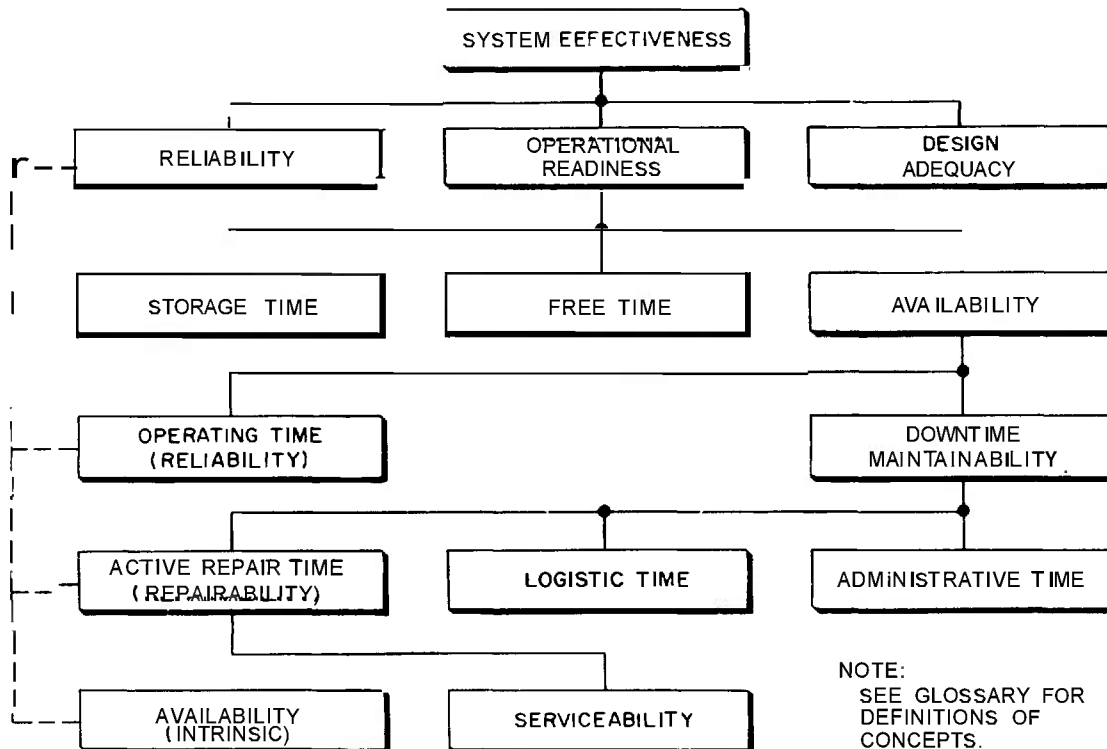 SYSTEM EEFECTIVENESS
RELIABILITY
OPERATIONAL
READINESS
DESIGN
ADEQUACY
STORAGE TIME
FREE TIME
AVAILABILITY
OPERATING TIME
(RELIABILITY)
DOWNTIME
MAINTAINABILITY
ACTIVE REPAIR TIME
(REPAIRABILITY)
LOGISTIC TIME
ADMINISTRATIVE TIME
AVAILABILITY
(INTRINSIC)
SERVICEABILITY
NOTE:
SEE GLOSSARY FOR
DEFINITIONS OF
CONCEPTS.